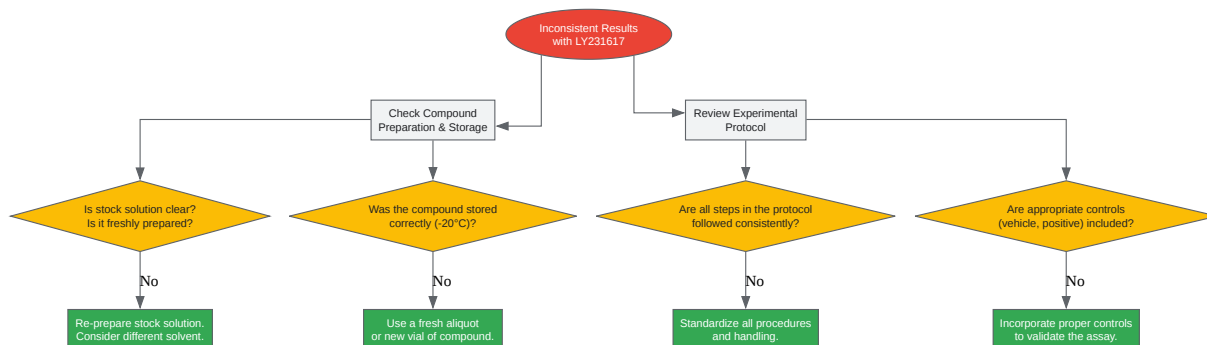 Inconsistent Results
with LY231617
Check Compound
Preparation & Storage
Review Experimental
Protocol
Is stock solution clear?
Is it freshly prepared?
Was the compound stored
correctly (-20°C)?
Are all steps in the protocol
followed consistently?
Are appropriate controls
(vehicle, positive) included?
No
No
No
No
Re-prepare stock solution.
Consider different solvent.
Use a fresh aliquot
or new vial of compound.
Standardize all procedures
and handling.
Incorporate proper controls
to validate the assay.